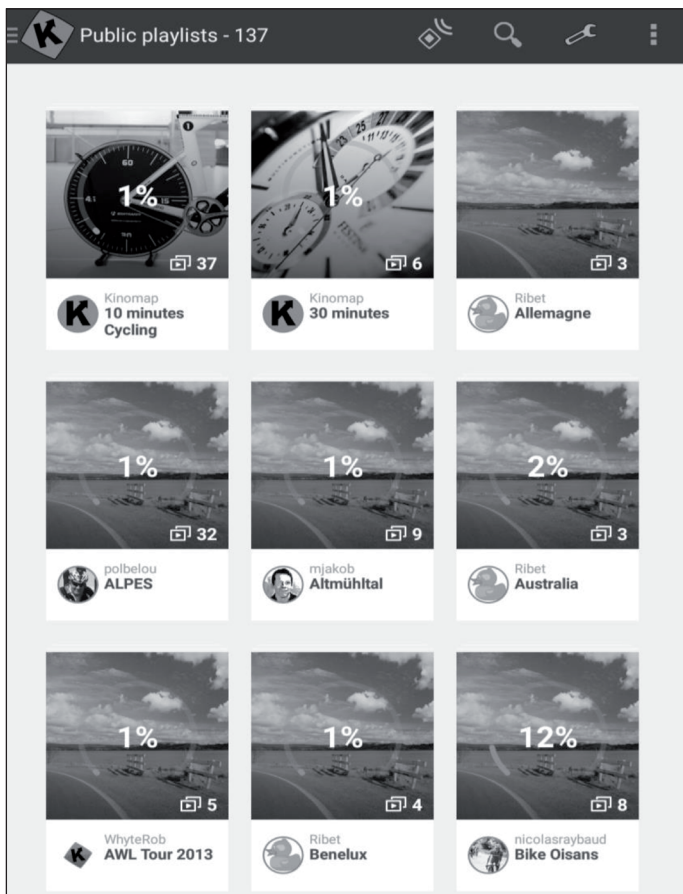 K Public playlists - 137
1%
37
Kinomap
10 minutes
Cycling
1%
6
Kinomap
30 minutes
3
Ribet
Allemagne
1%
32
polbelou
ALPES
1%
9
mjakob
Altmühltal
2%
3
Ribet
Australia
1%
5
WhyteRob
AWL Tour 2013
1%
4
Ribet
Benelux
12%
8
nicolasraybaud
Bike Oisans